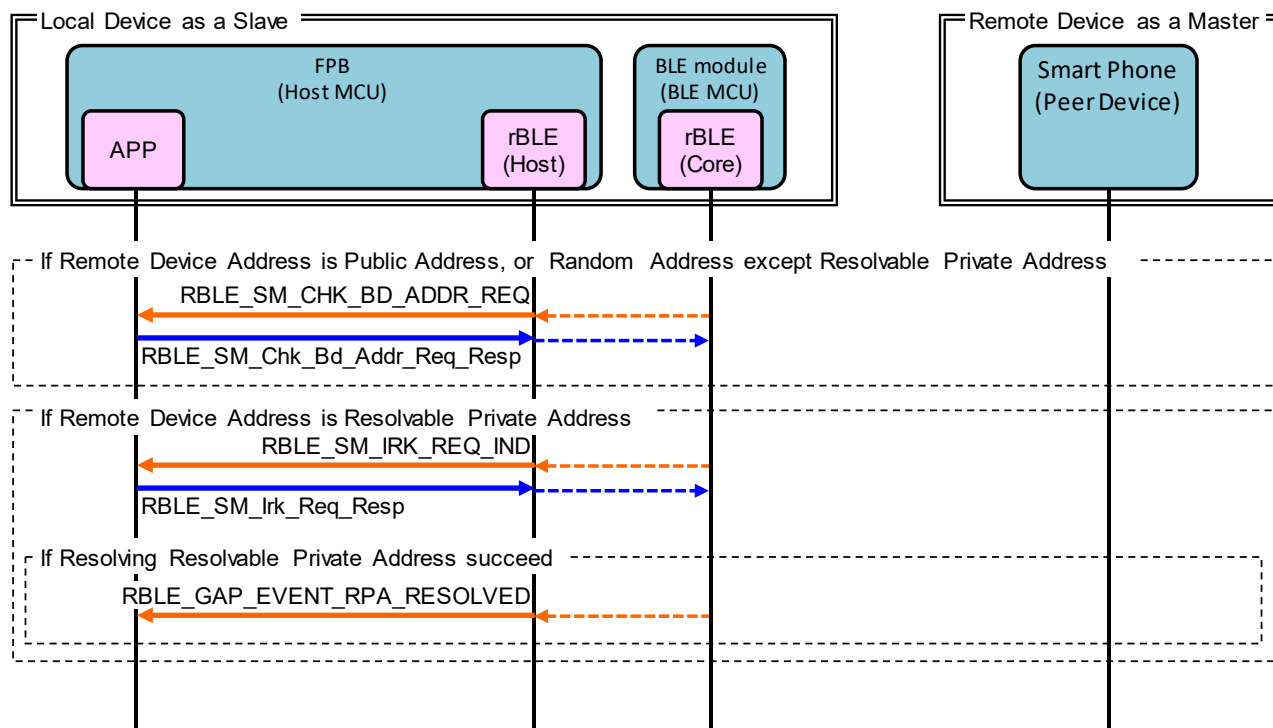 Local Device as a Slave
Remote Device as a Master
FPB
(Host MCU)
BLE module
(BLE MCU)
Smart Phone
(Peer Device)
APP
rBLE
(Host)
rBLE
(Core)
If Remote Device Address is Public Address, or Random Address except Resolvable Private Address
RBLE_SM_CHK_BD_ADDR_REQ
RBLE_SM_Chk_Bd_Addr_Req_Resp
If Remote Device Address is Resolvable Private Address
RBLE_SM_IRK_REQ_IND
RBLE_SM_Irk_Req_Resp
If Resolving Resolvable Private Address succeed
RBLE_GAP_EVENT_RPA_RESOLVED